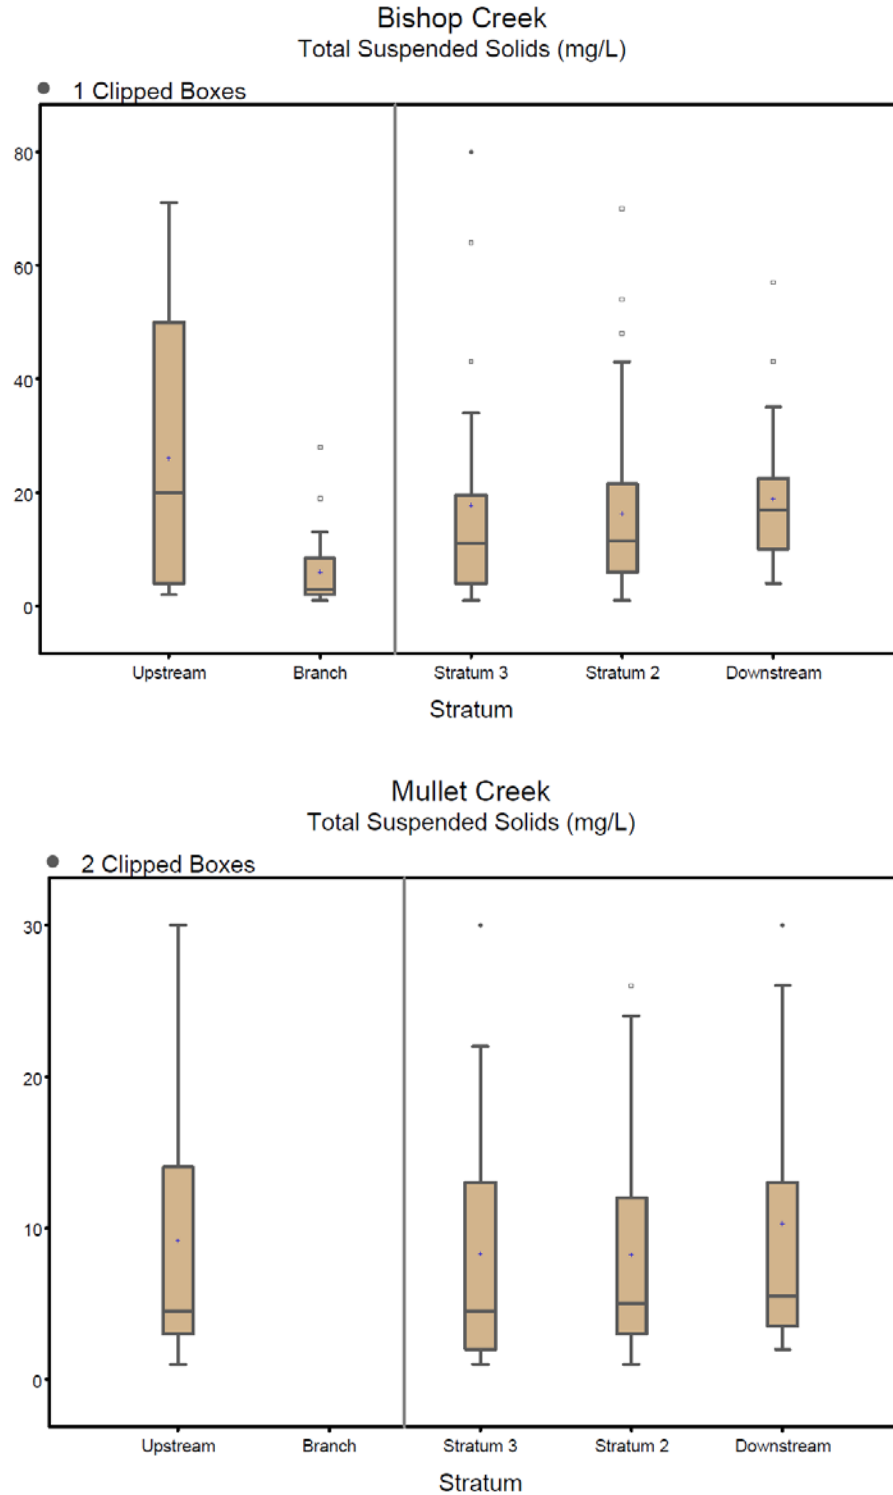 Bishop Creek
Total Suspended Solids (mg/L)
1 Clipped Boxes
80
60
40
20
0
Upstream Branch Stratum 3 Stratum 2 Downstream
Stratum
Mullet Creek
Total Suspended Solids (mg/L)
2 Clipped Boxes
30
20
10
0
Upstream Branch Stratum 3 Stratum 2 Downstream
Stratum